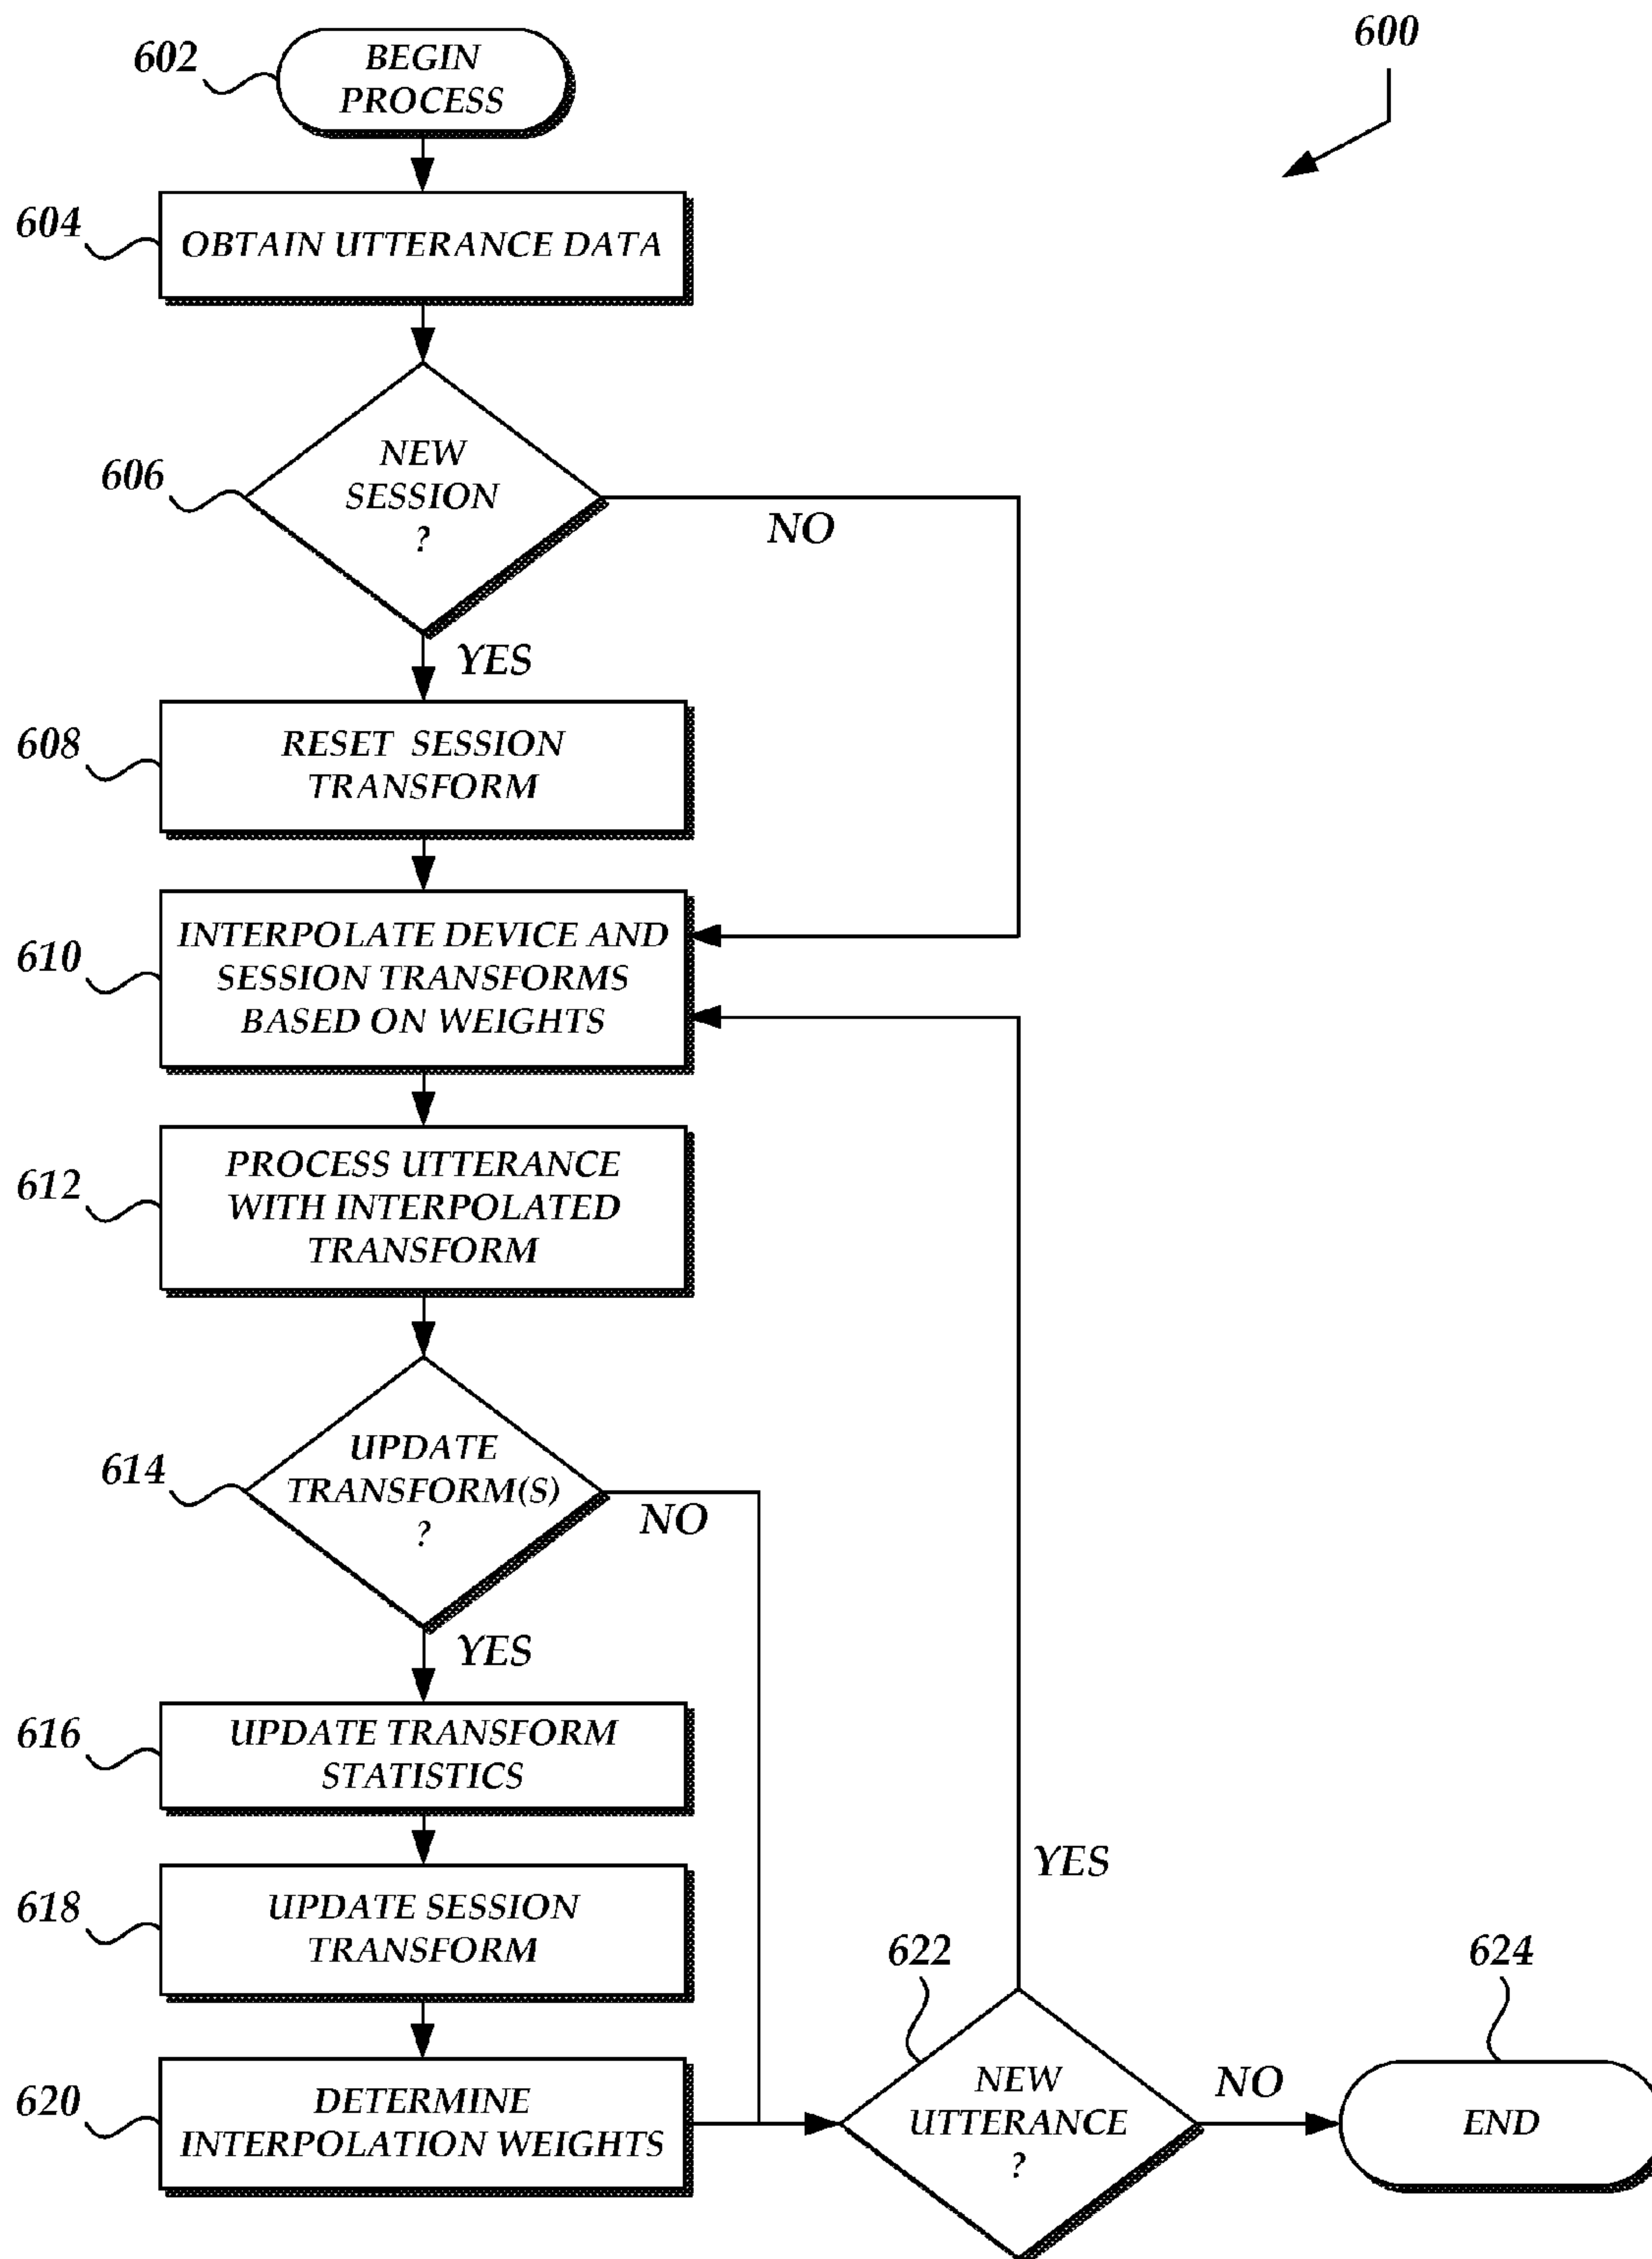 600
602
BEGIN
PROCESS
604
OBTAIN UTTERANCE DATA
606
NEW
SESSION
?
NO
YES
608
RESET SESSION
TRANSFORM
610
INTERPOLATE DEVICE AND
SESSION TRANSFORMS
BASED ON WEIGHTS
612
PROCESS UTTERANCE
WITH INTERPOLATED
TRANSFORM
614
UPDATE
TRANSFORM(S)
?
NO
YES
616
UPDATE TRANSFORM
STATISTICS
618
UPDATE SESSION
TRANSFORM
620
DETERMINE
INTERPOLATION WEIGHTS
622
NEW
UTTERANCE
?
YES
NO
624
END